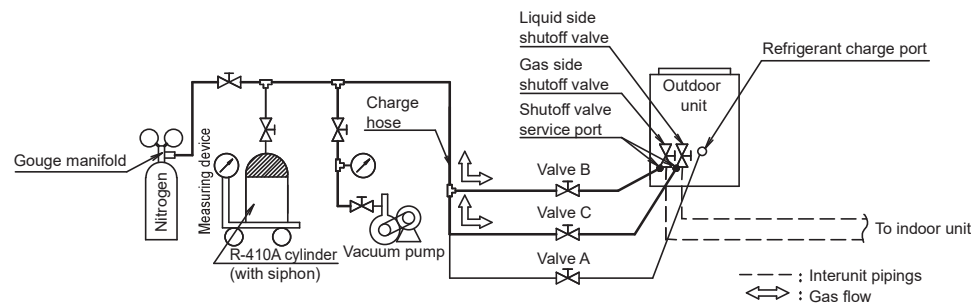 Liquid side
shutoff valve
Gas side
shutoff valve
Shutoff valve
service port
Refrigerant charge port
Outdoor
unit
Charge
hose
Gouge manifold
Nitrogen
Measuring device
R-410A cylinder
(with siphon)
Vacuum pump
Valve B
Valve C
Valve A
To indoor unit
: Interunit pipings
: Gas flow